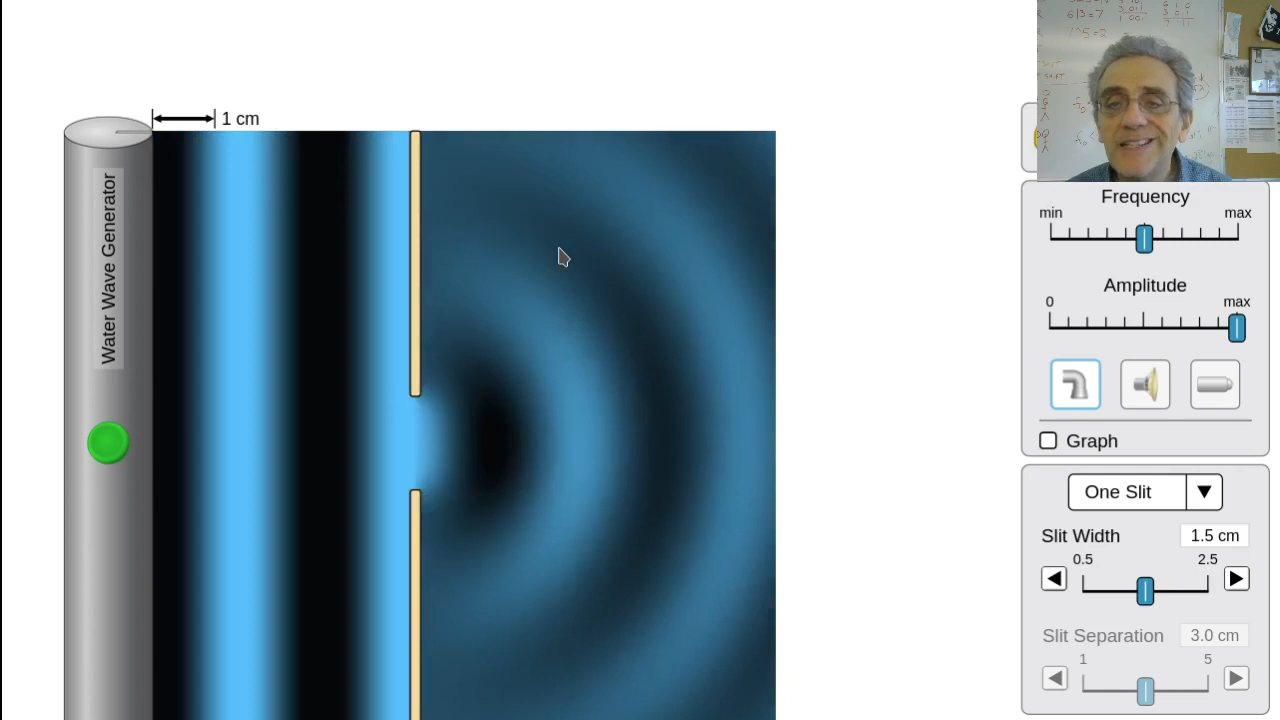 1 cm
Water Wave Generator
Frequency
min max
Amplitude
0 max
Graph
One Slit
Slit Width 1.5 cm
0.5 2.5
Slit Separation 3.0 cm
1 5